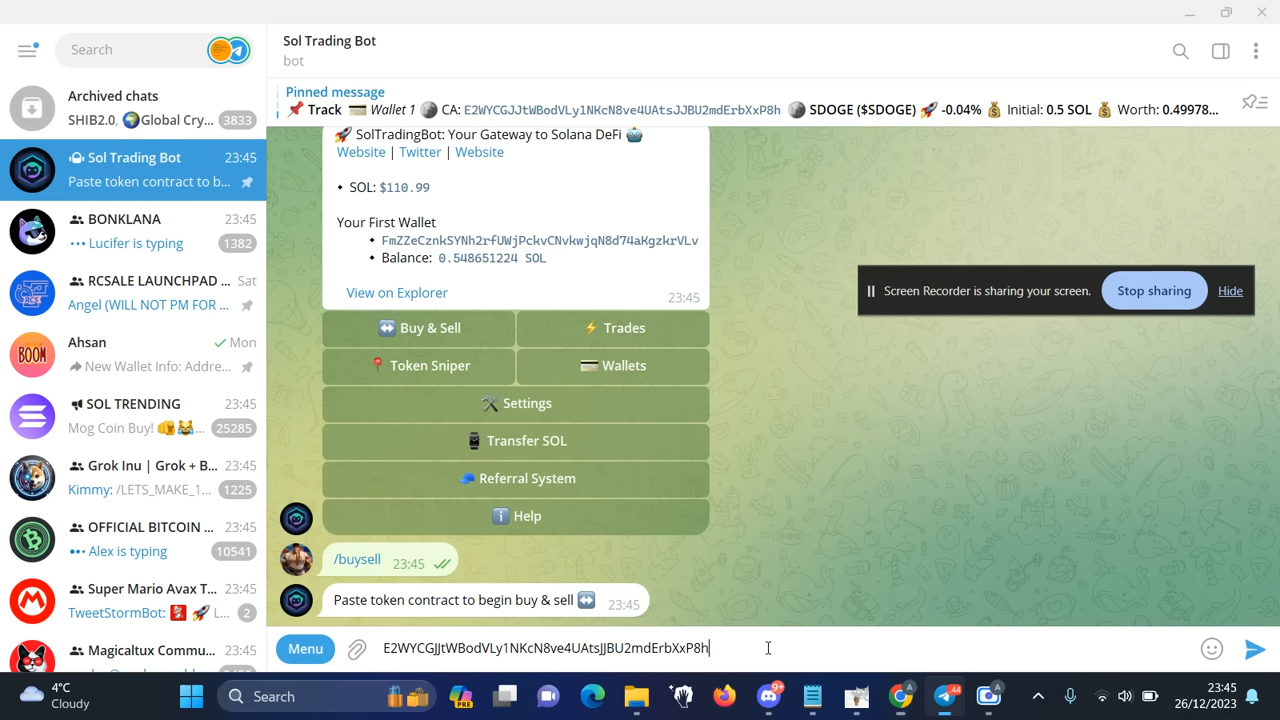 Search
Archived chats
SHIB2.0, 🌍Global Cry... 3833
Sol Trading Bot 23:45
Paste token contract to b...
BONKLANA 23:45
Lucifer is typing 1382
RCSALE LAUNCHPAD ... Sat
Angel (WILL NOT PM FOR ...
BOOM
Ahsan Mon
New Wallet Info: Addre...
SOL TRENDING 23:45
Mog Coin Buy! 👊😹... 25285
Grok Inu | Grok + B... 23:45
Kimmy: /LETS_MAKE_1... 1225
OFFICIAL BITCOIN ... 23:45
Alex is typing 10541
Super Mario Avax T... 23:45
TweetStormBot: 🚀 L... 2
Magicaltux Commu... 23:45
Sol Trading Bot
bot
Pinned message
📌 Track 💳 Wallet 1 🌑 CA: E2WYCGJJtWBodVLy1NKcN8ve4UAtsJJBU2mdErbXxP8h 🌑 SDOGE ($SDOGE) 🚀 -0.04% 💰 Initial: 0.5 SOL 💰 Worth: 0.49978...
🚀 SolTradingBot: Your Gateway to Solana DeFi 🤖
Website | Twitter | Website
• SOL: $110.99
Your First Wallet
• FmZZeCznkSYNh2rfUWjPckvCNvkwjqN8d74aKgzkrVLv
• Balance: 0.548651224 SOL
View on Explorer
23:45
↔️ Buy & Sell
⚡ Trades
📍 Token Sniper
💳 Wallets
🛠️ Settings
Transfer SOL
🧢 Referral System
ℹ️ Help
/buysell 23:45
Paste token contract to begin buy & sell ↔️ 23:45
Menu
E2WYCGJJtWBodVLy1NKcN8ve4UAtsJJBU2mdErbXxP8h
Screen Recorder is sharing your screen.
Stop sharing
Hide
4°C
Cloudy
Search
PRE
9+
A
44
A
23:45
26/12/2023